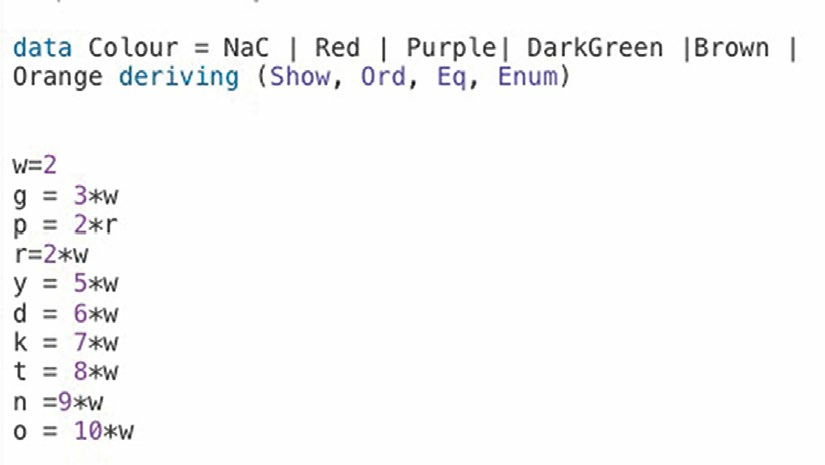 data Colour = NaC | Red | Purple| DarkGreen |Brown |
Orange deriving (Show, Ord, Eq, Enum)
w=2
g = 3*w
p = 2*r
r=2*w
y = 5*w
d = 6*w
k = 7*w
t = 8*w
n =9*w
o = 10*w